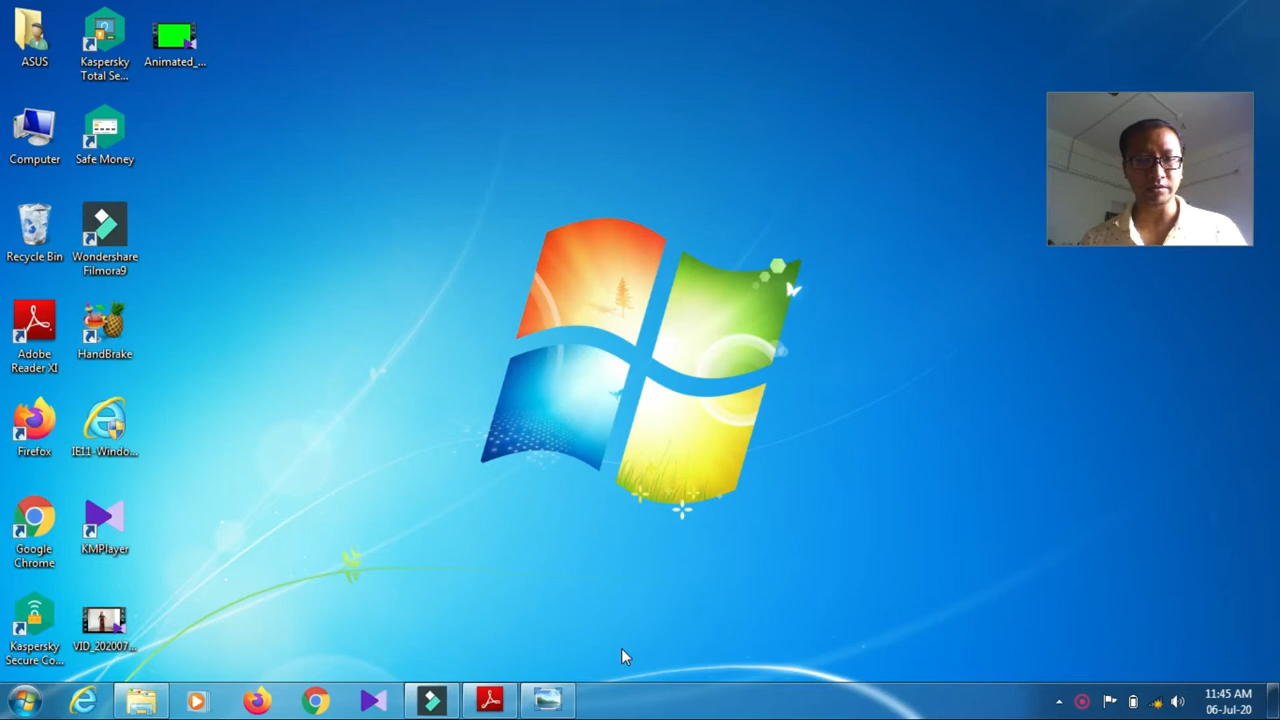 ASUS
Kaspersky
Total Se...
Animated_...
Computer
Safe Money
Recycle Bin
Wondershare
Filmora9
Adobe
Reader XI
HandBrake
Firefox
IE11-Windo...
Google
Chrome
KMPlayer
Kaspersky
Secure Co...
VID_202007...
11:45 AM
06-Jul-20